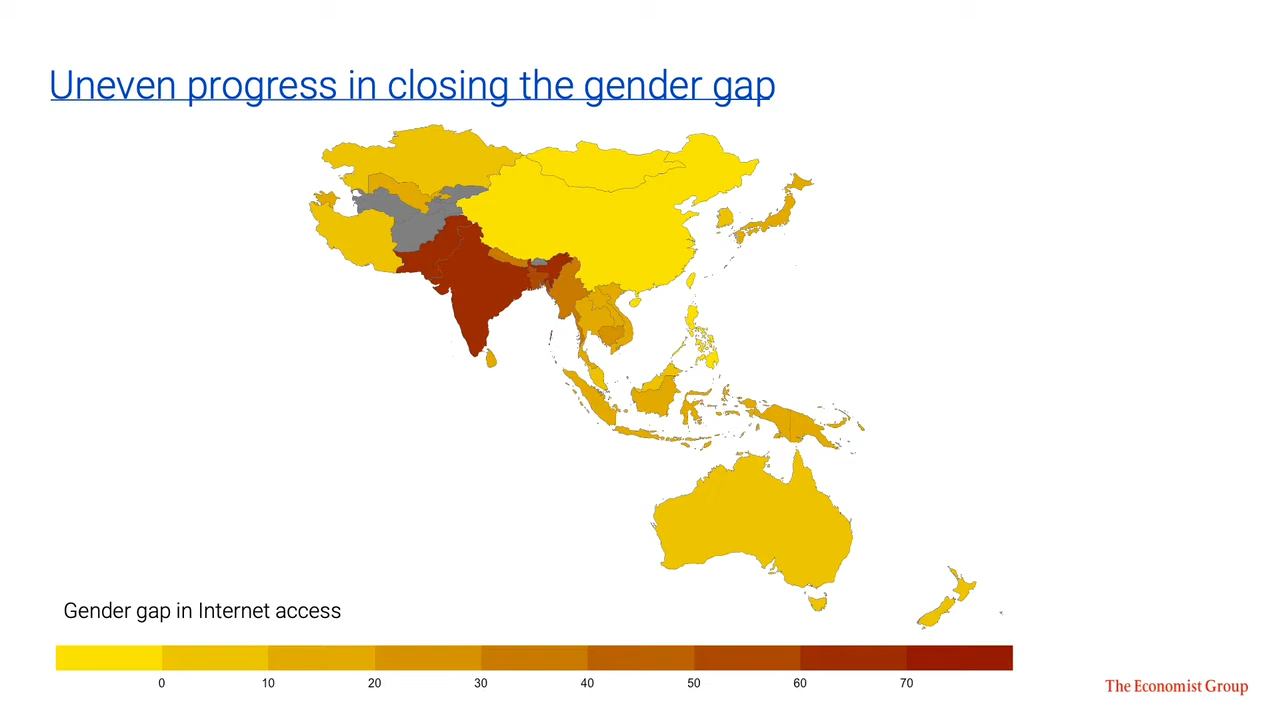 Uneven progress in closing the gender gap
Gender gap in Internet access
0 10 20 30 40 50 60 70
The Economist Group